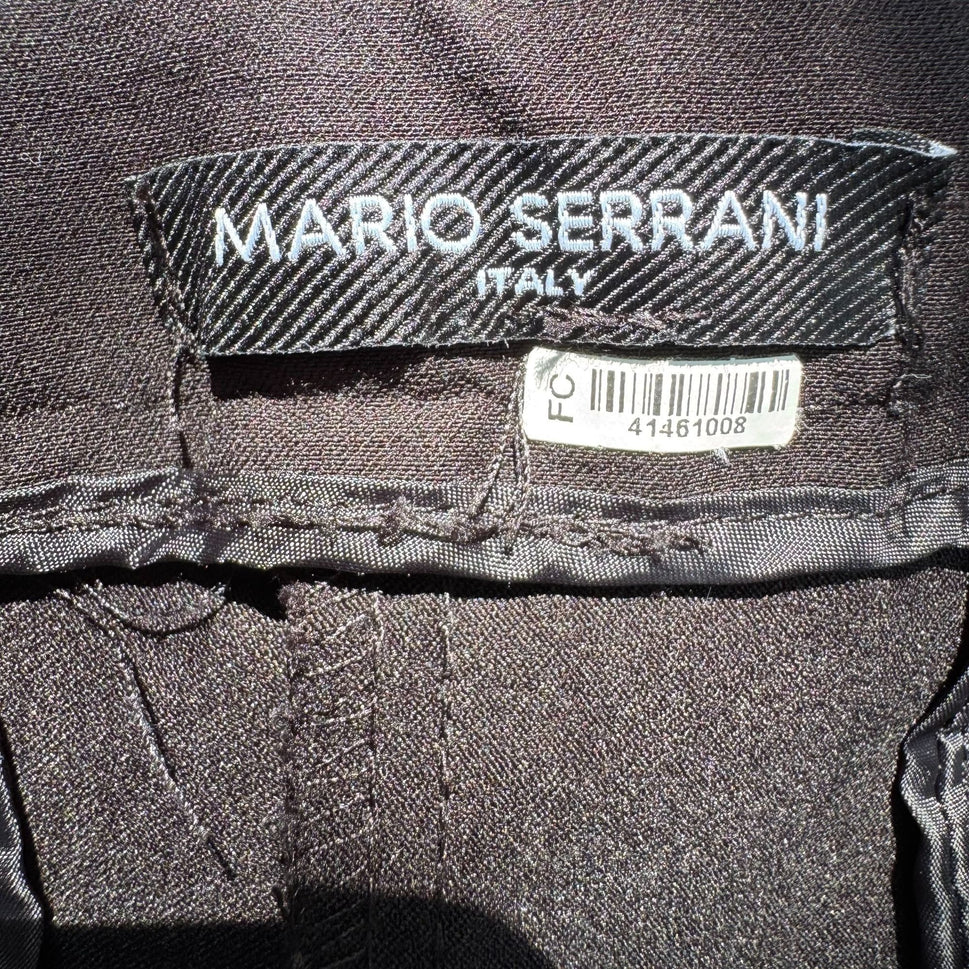 MARIO SERRANI
ITALY
FC
41461008